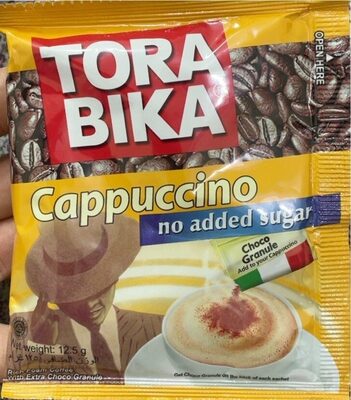 OPEN HERE
TORA
BIKA
Cappuccino
no added sugar
Choco
Granule
Add to your Cappuccino
weight: 12.5 g
Rich Foam Coffee
With Extra Choco Granule
Get Choco Granule on the back of each sachet